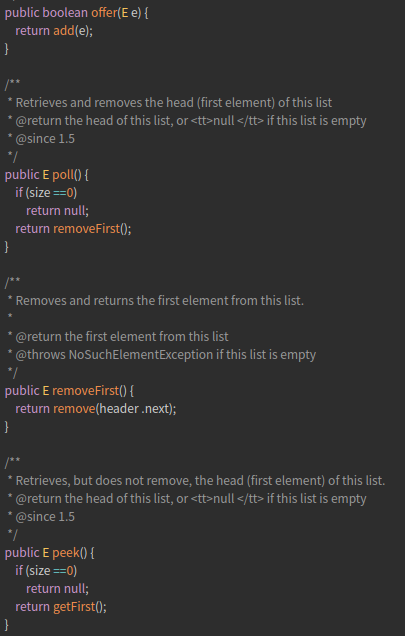 public boolean offer(E e) {
return add(e);
}
/**
* Retrieves and removes the head (first element) of this list
* @return the head of this list, or <tt>null </tt> if this list is empty
* @since 1.5
*/
public E poll() {
if (size ==0)
return null;
return removeFirst();
}
/**
* Removes and returns the first element from this list.
*
* @return the first element from this list
* @throws NoSuchElementException if this list is empty
*/
public E removeFirst() {
return remove(header .next);
}
/**
* Retrieves, but does not remove, the head (first element) of this list.
* @return the head of this list, or <tt>null </tt> if this list is empty
* @since 1.5
*/
public E peek() {
if (size ==0)
return null;
return getFirst();
}